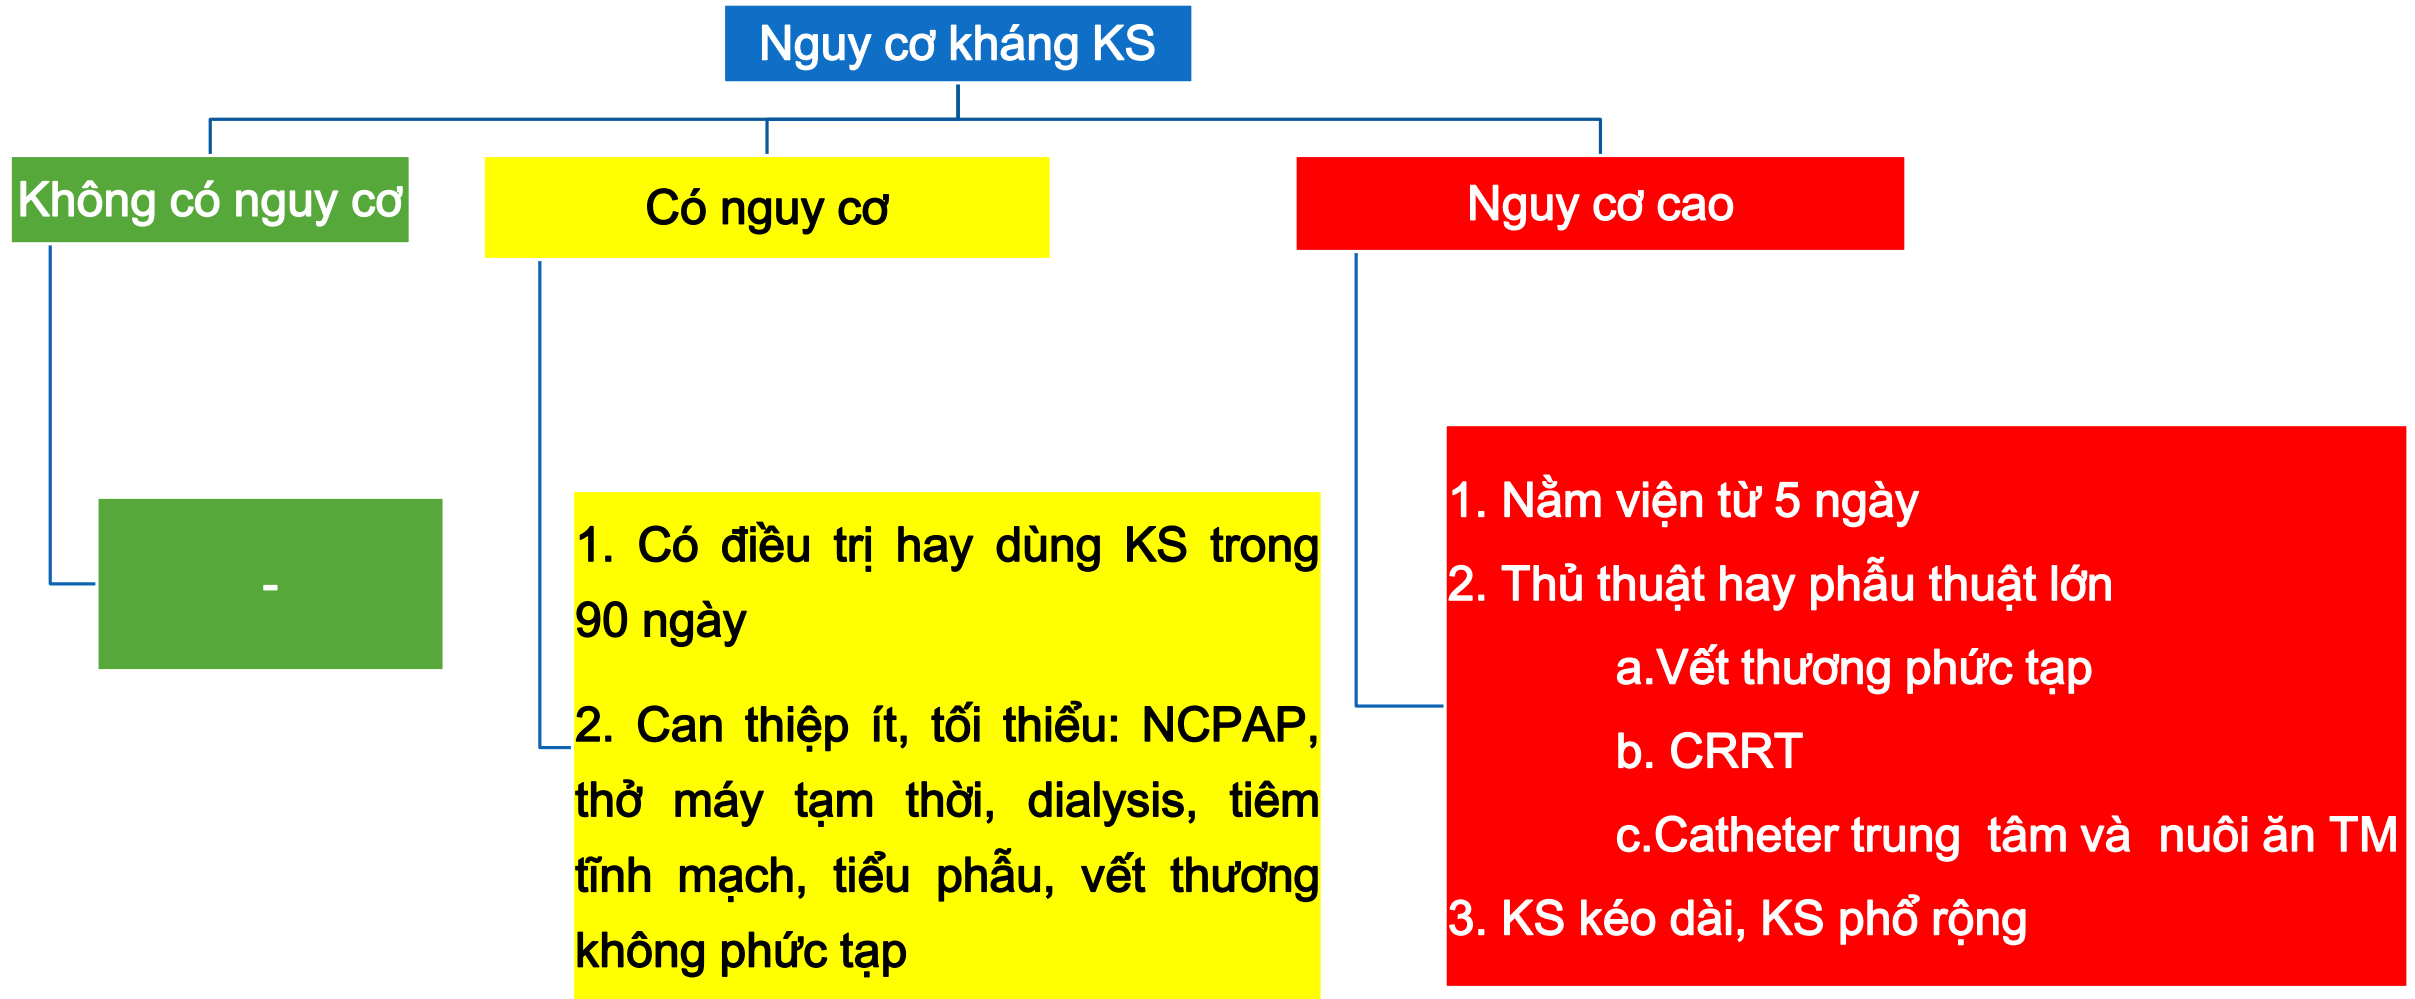 Nguy cơ kháng KS
Không có nguy cơ
-
Có nguy cơ
1. Có điều trị hay dùng KS trong
90 ngày
2. Can thiệp ít, tối thiểu: NCPAP,
thở máy tạm thời, dialysis, tiêm
tĩnh mạch, tiểu phẫu, vết thương
không phức tạp
Nguy cơ cao
1. Nằm viện từ 5 ngày
2. Thủ thuật hay phẫu thuật lớn
a.Vết thương phức tạp
b. CRRT
c.Catheter trung tâm và nuôi ăn TM
3. KS kéo dài, KS phổ rộng